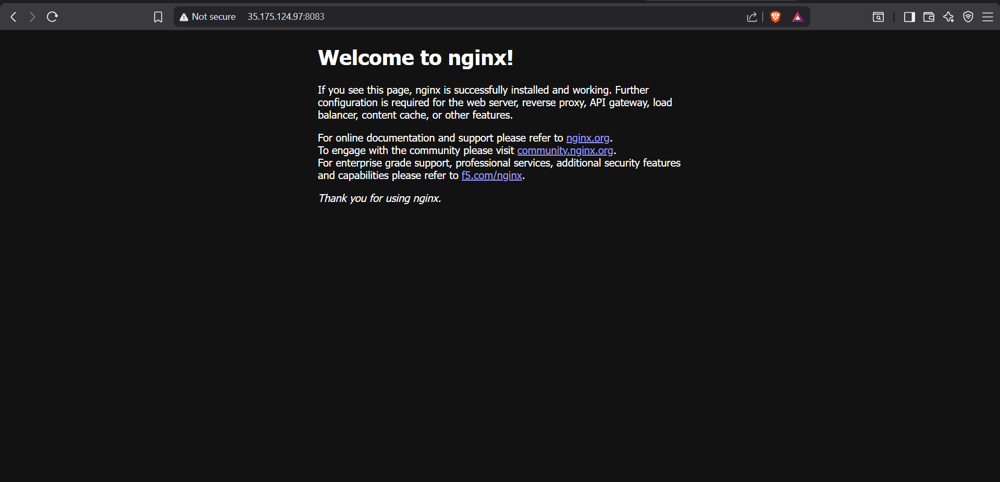 Not secure 35.175.124.97:8083
Welcome to nginx!
If you see this page, nginx is successfully installed and working. Further
configuration is required for the web server, reverse proxy, API gateway, load
balancer, content cache, or other features.
For online documentation and support please refer to nginx.org.
To engage with the community please visit community.nginx.org.
For enterprise grade support, professional services, additional security features
and capabilities please refer to f5.com/nginx.
Thank you for using nginx.